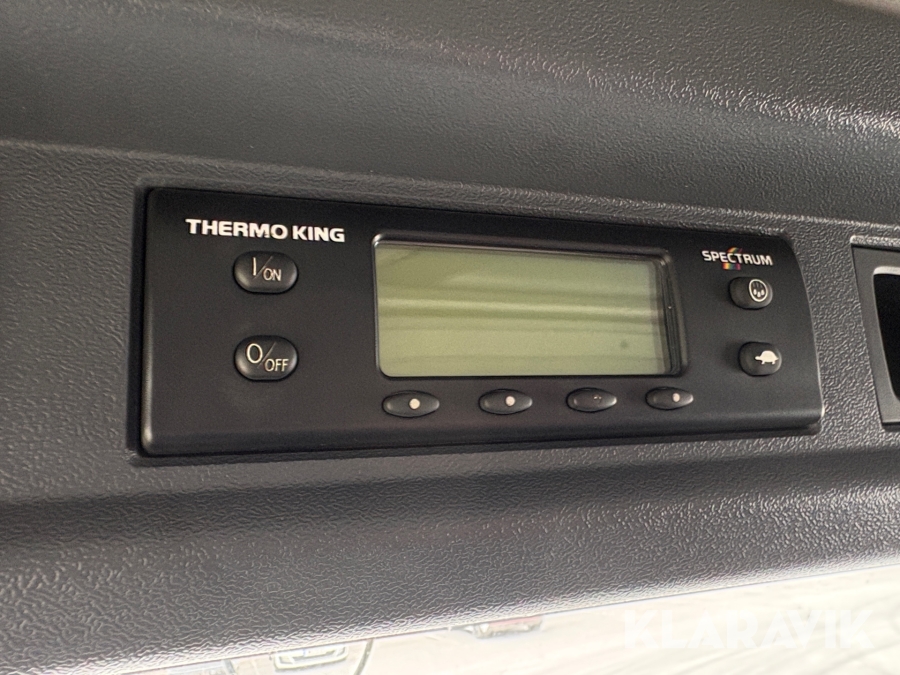 THERMO KING
SPECTRUM
I/ON
O/OFF
KLARAVIK